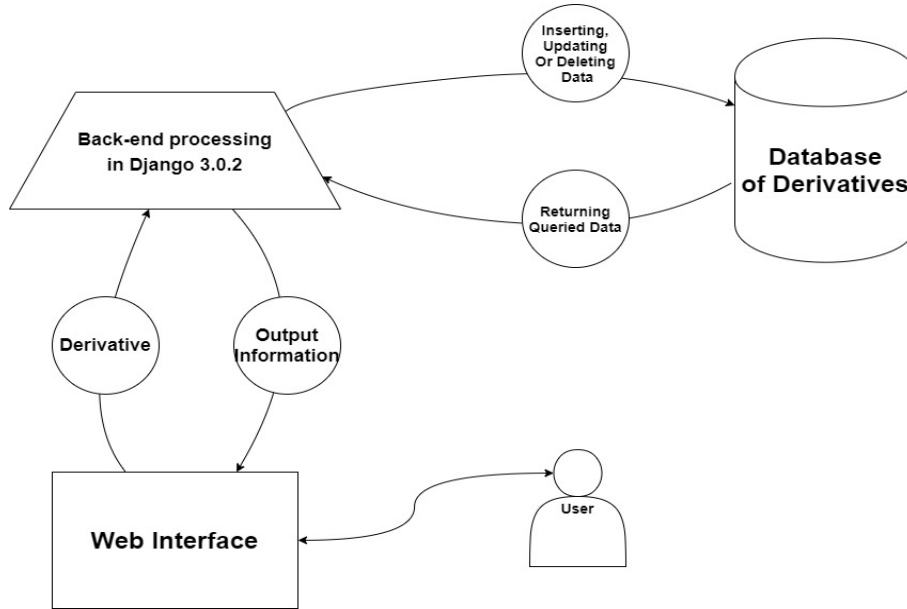 Inserting,
Updating
Or Deleting
Data
Back-end processing
in Django 3.0.2
Database
of Derivatives
Returning
Queried Data
Derivative
Output
Information
Web Interface
User